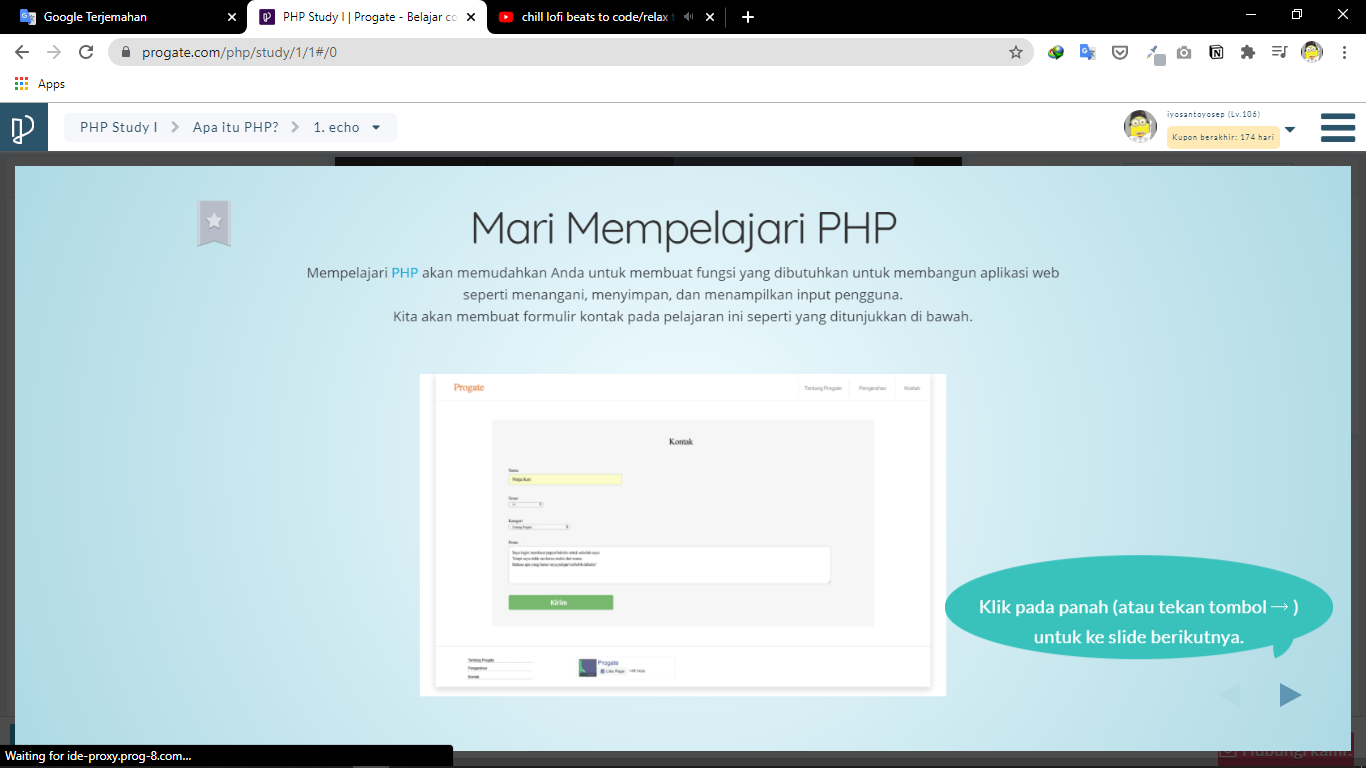 Google Terjemahan
PHP Study I | Progate - Belajar co
chill lofi beats to code/relax
progate.com/php/study/1/1#/0
Apps
PHP Study I
Apa itu PHP?
1. echo
iyosantoyosep (Lv.106)
Kupon berakhir: 174 hari
Mari Mempelajari PHP
Mempelajari PHP akan memudahkan Anda untuk membuat fungsi yang dibutuhkan untuk membangun aplikasi web
seperti menangani, menyimpan, dan menampilkan input pengguna.
Kita akan membuat formulir kontak pada pelajaran ini seperti yang ditunjukkan di bawah.
Progate
Tentang Progate
Pengarahan
Kontak
Kontak
Nama
Ninja Ken
Kategori
Tentang Progate
Pesan
Kirim
Tentang Progate
Pengarahan
Kontak
Progate
Like Page
Klik pada panah (atau tekan tombol → )
untuk ke slide berikutnya.
Hubungi kami
Waiting for ide-proxy.prog-8.com...